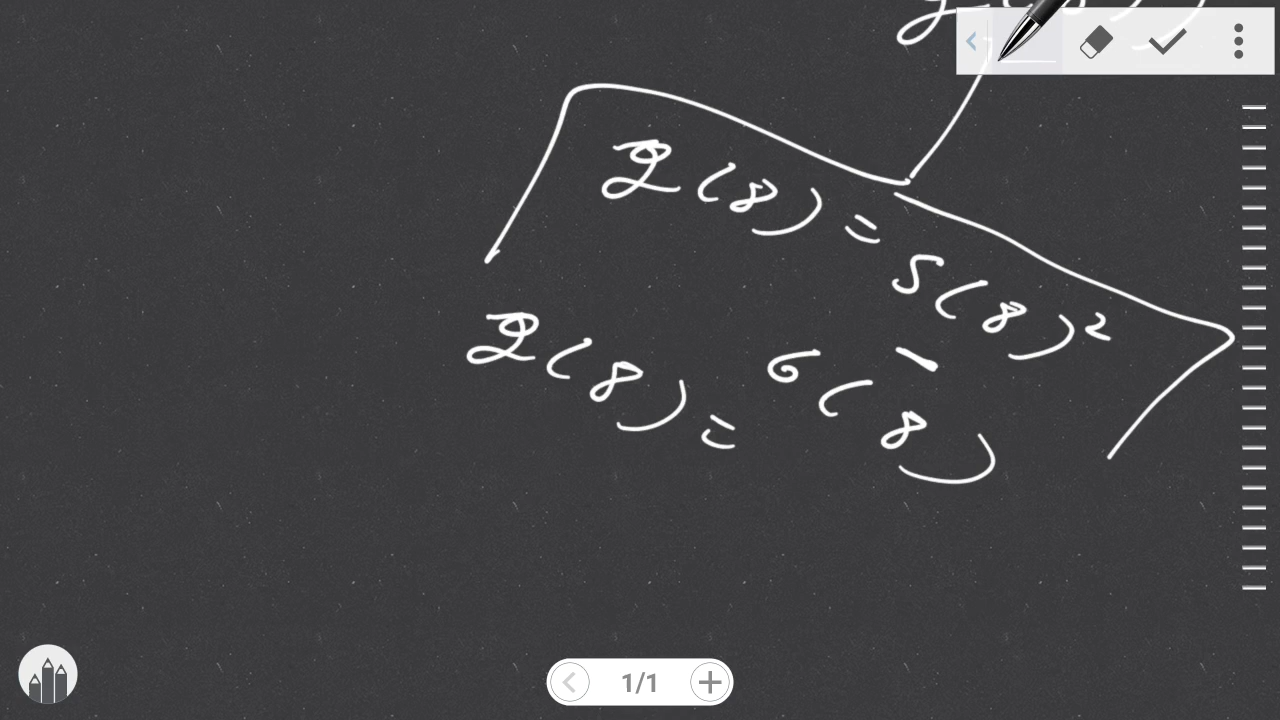 g(8) = 5(8)²
g(8) = 6(8)
−
1/1